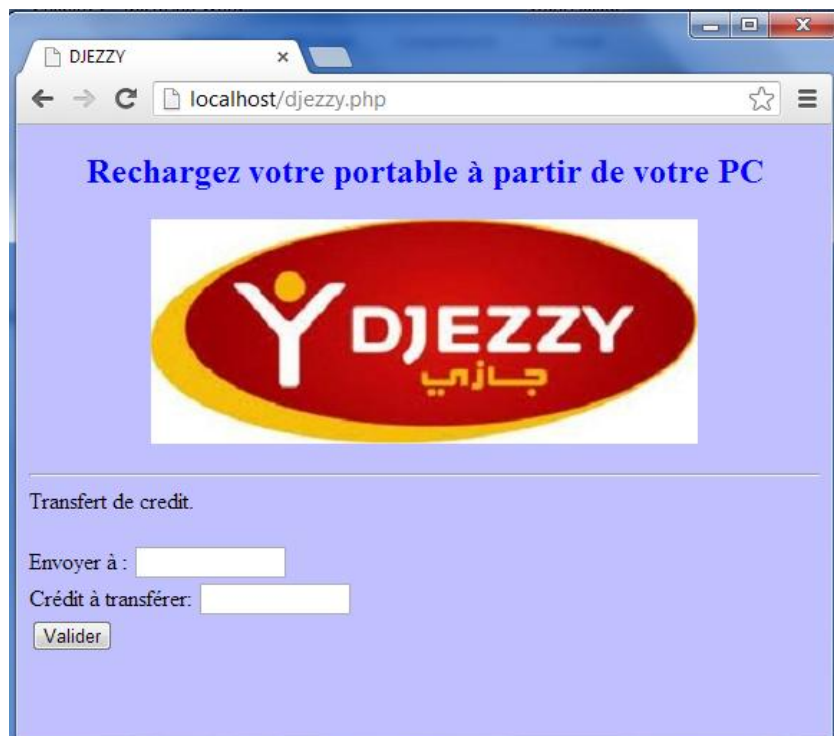 DJEZZY
localhost/djezzy.php
Rechargez votre portable à partir de votre PC
DJEZZY
جازي
Transfert de credit.
Envoyer à :
Crédit à transférer:
Valider